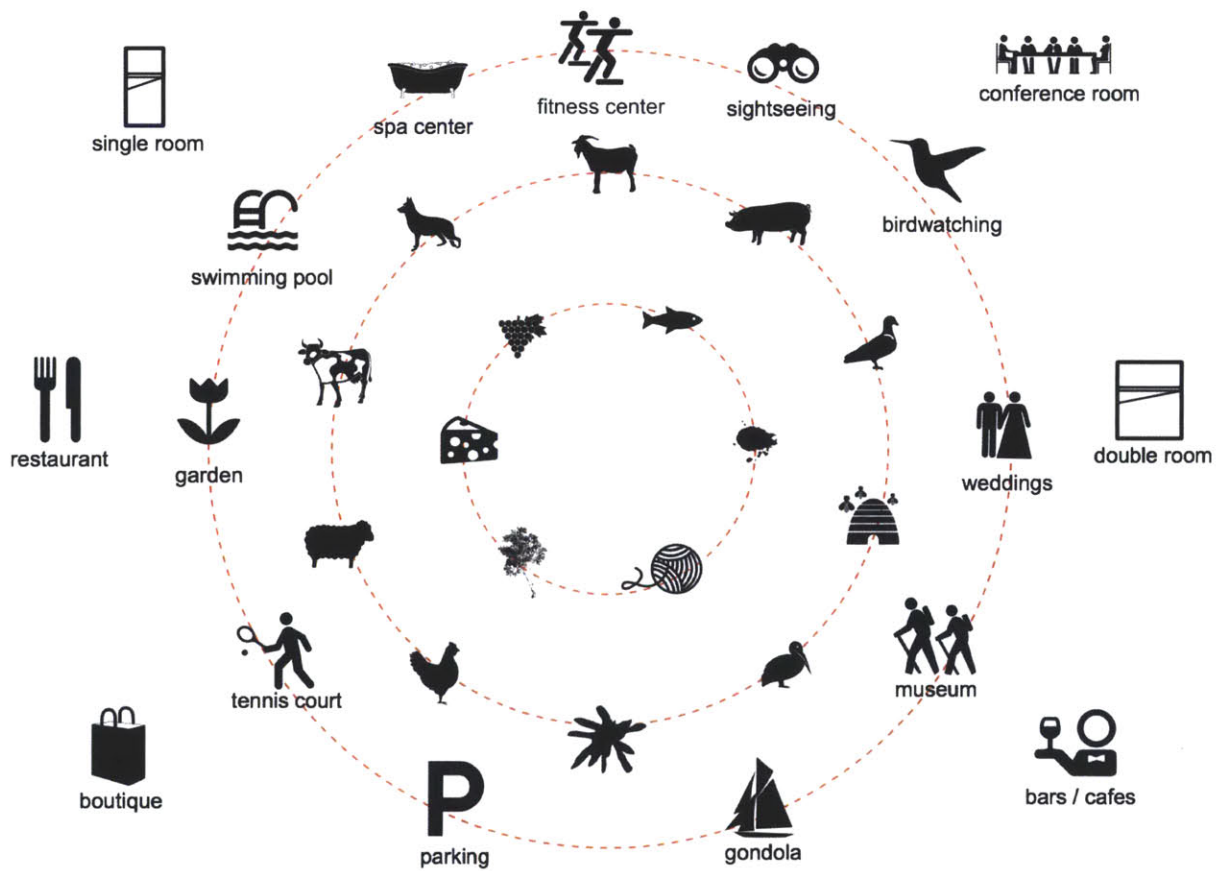 fitness center
sightseeing
conference room
spa center
single room
birdwatching
swimming pool
restaurant
garden
weddings
double room
tennis court
museum
boutique
bars / cafes
P
parking
gondola